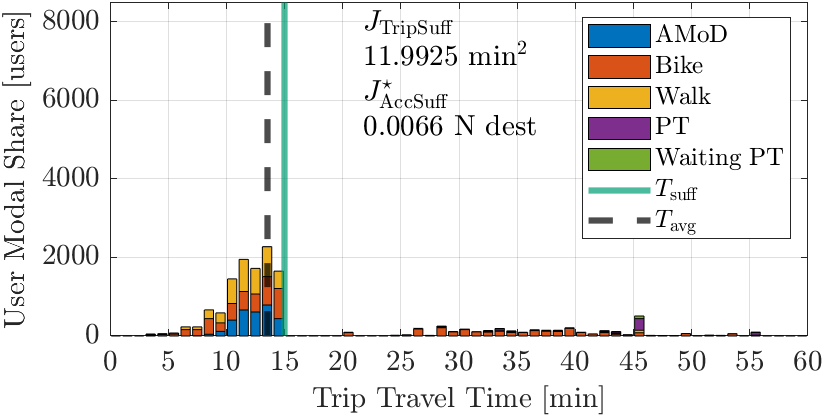 User Modal Share [users]
8000
6000
4000
2000
0
J_TripSuff
11.9925 min²
J⋆_AccSuff
0.0066 N dest
AMoD
Bike
Walk
PT
Waiting PT
T_suff
T_avg
0 5 10 15 20 25 30 35 40 45 50 55 60
Trip Travel Time [min]